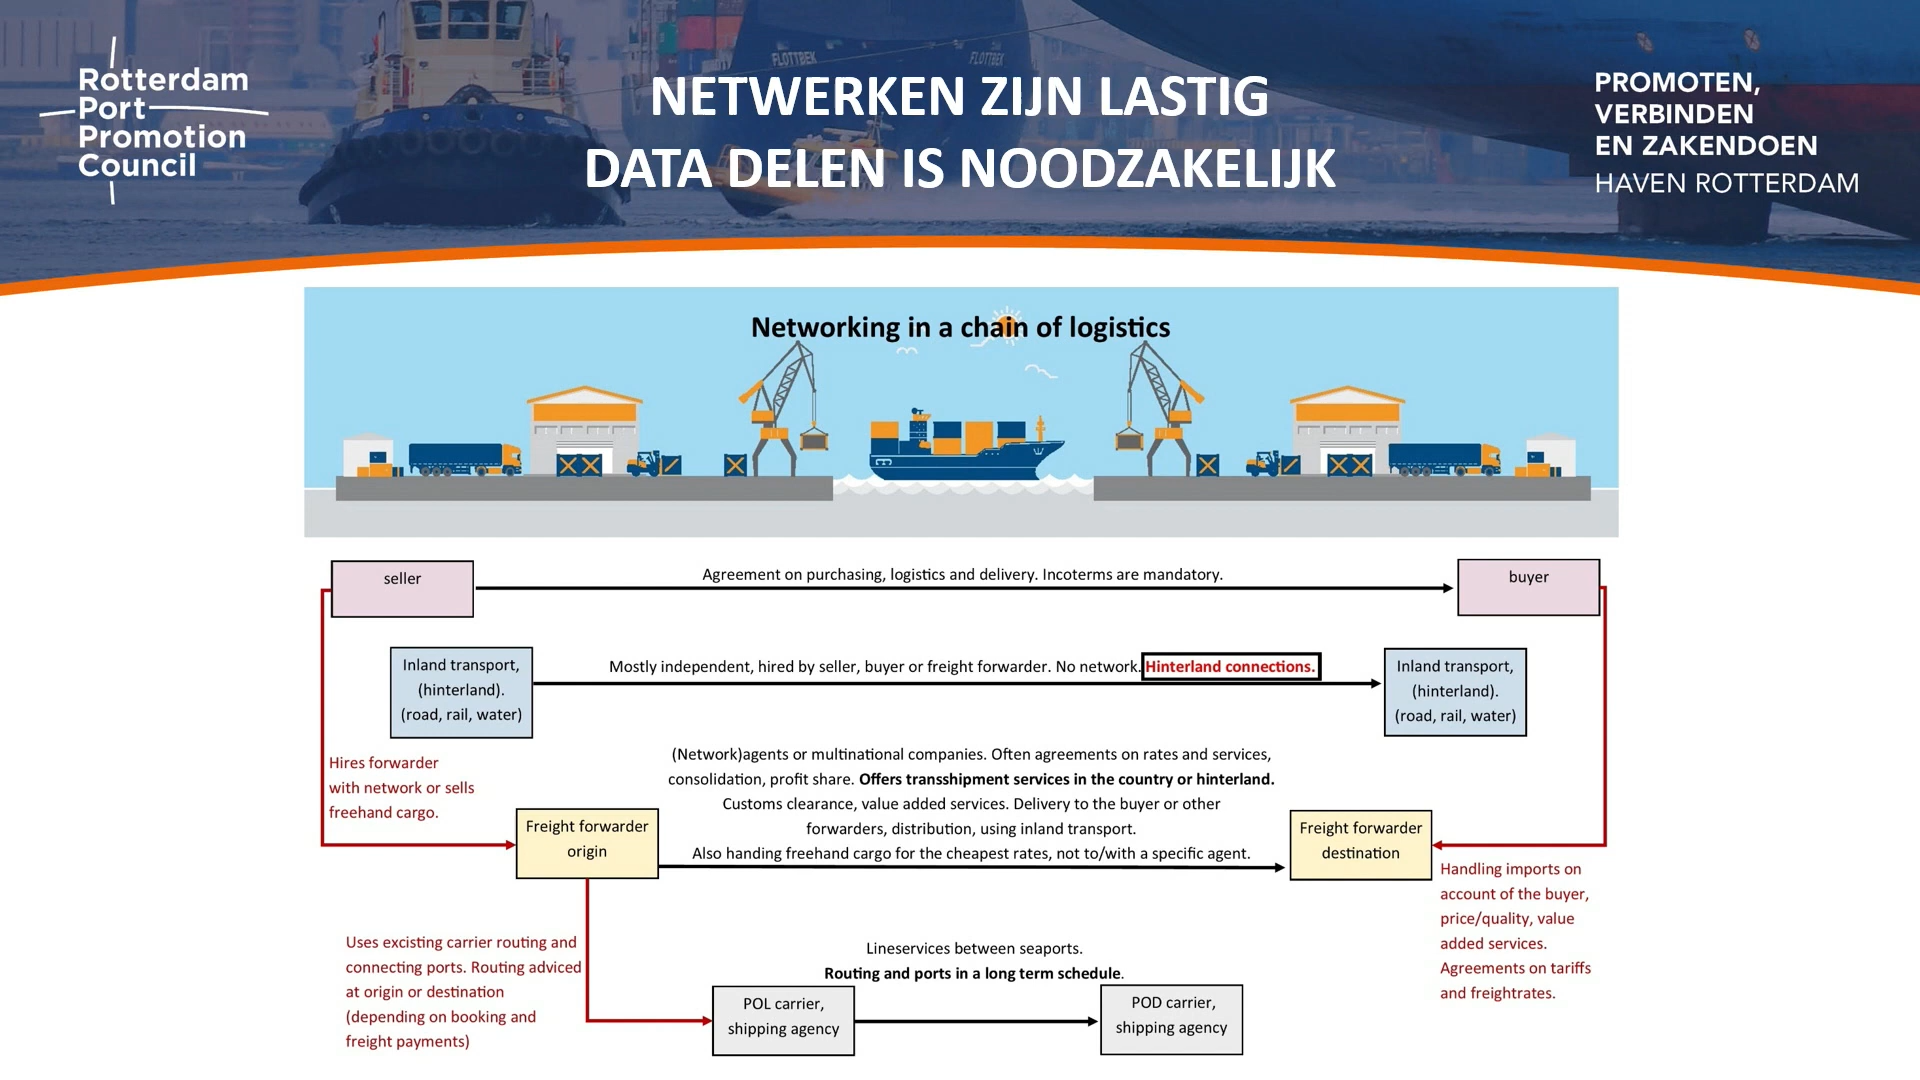 Rotterdam
Port
Promotion
Council
NETWERKEN ZIJN LASTIG
DATA DELEN IS NOODZAKELIJK
PROMOTEN,
VERBINDEN
EN ZAKENDOEN
HAVEN ROTTERDAM
FLOTTBEK
FLOTTBEK
Networking in a chain of logistics
seller
Agreement on purchasing, logistics and delivery. Incoterms are mandatory.
buyer
Inland transport,
(hinterland).
(road, rail, water)
Mostly independent, hired by seller, buyer or freight forwarder. No network. Hinterland connections.
Inland transport,
(hinterland).
(road, rail, water)
Hires forwarder
with network or sells
freehand cargo.
(Network)agents or multinational companies. Often agreements on rates and services,
consolidation, profit share. Offers transshipment services in the country or hinterland.
Customs clearance, value added services. Delivery to the buyer or other
forwarders, distribution, using inland transport.
Also handing freehand cargo for the cheapest rates, not to/with a specific agent.
Freight forwarder
origin
Freight forwarder
destination
Handling imports on
account of the buyer,
price/quality, value
added services.
Agreements on tariffs
and freightrates.
Uses excisting carrier routing and
connecting ports. Routing adviced
at origin or destination
(depending on booking and
freight payments)
Lineservices between seaports.
Routing and ports in a long term schedule.
POL carrier,
shipping agency
POD carrier,
shipping agency